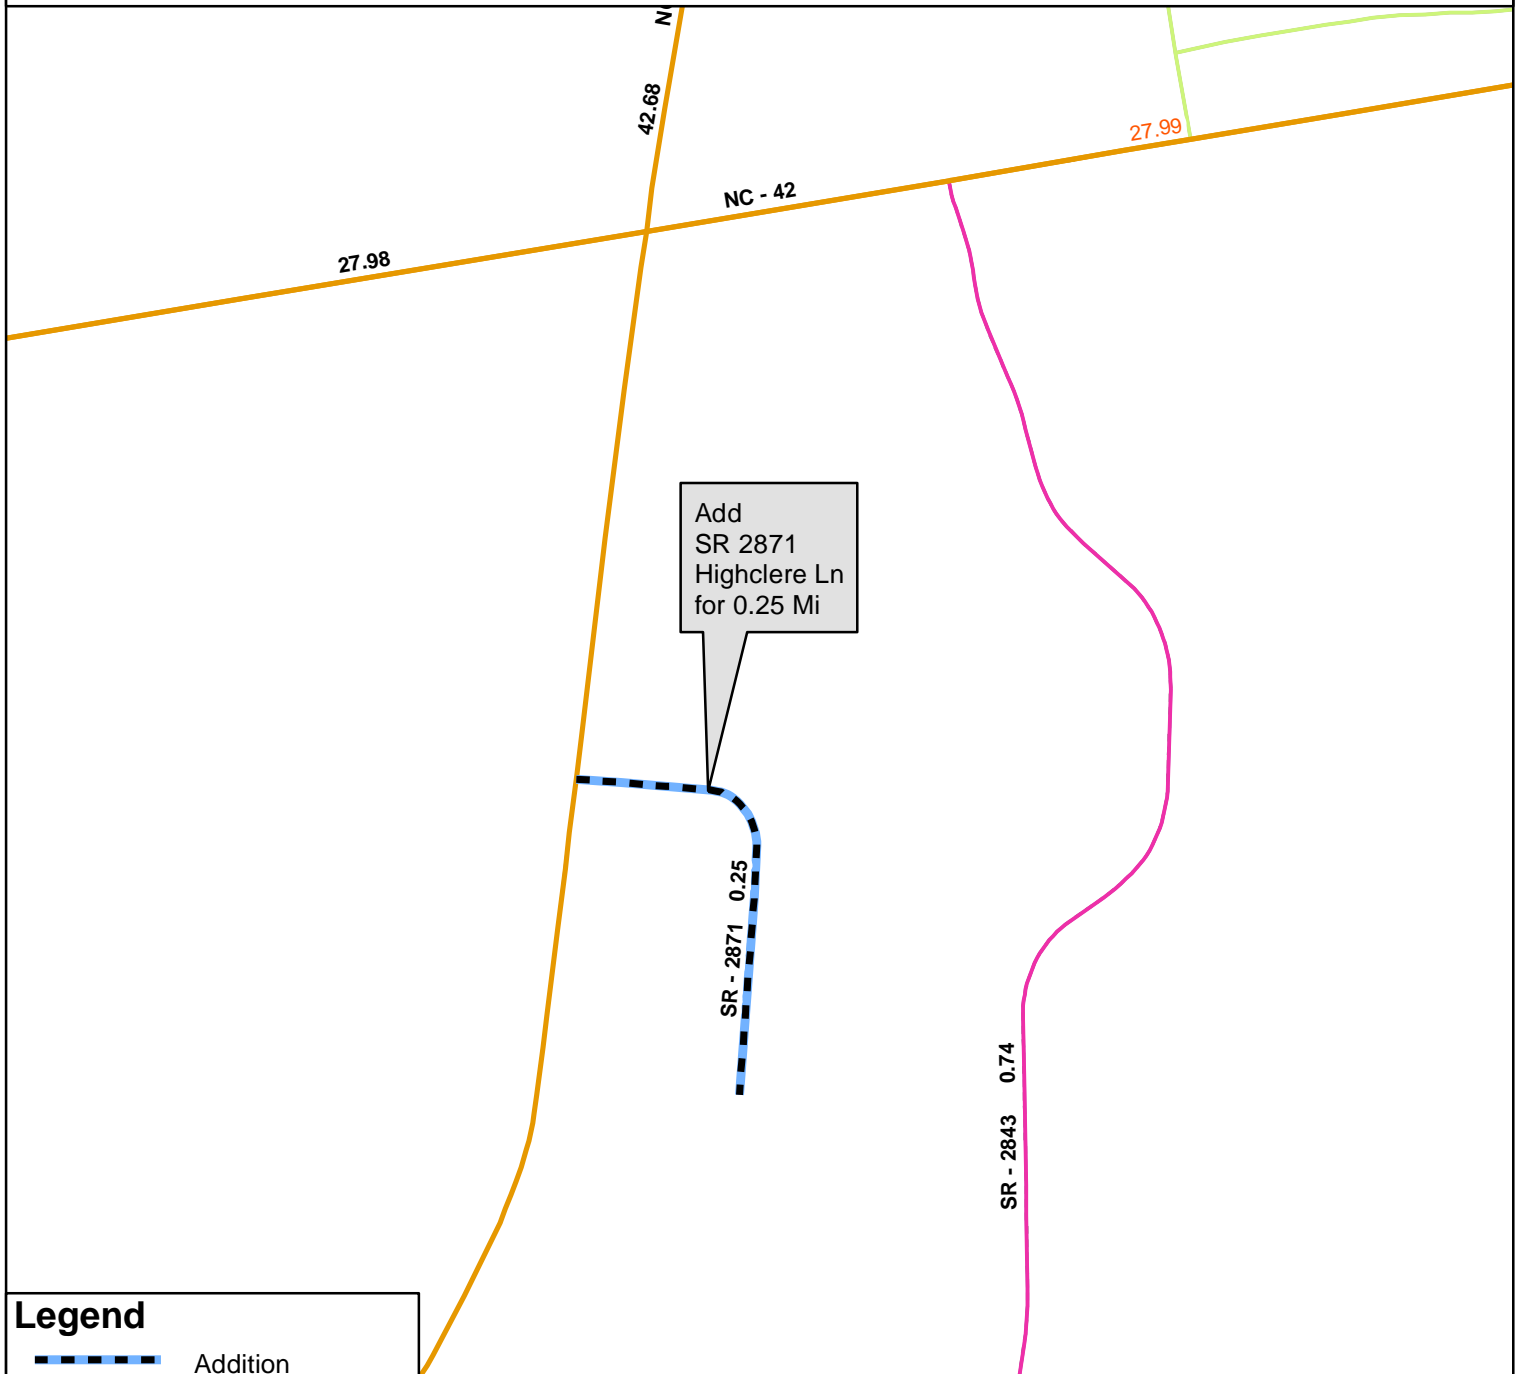 42.68
27.99
NC - 42
27.98
Add
SR 2871
Highclere Ln
for 0.25 Mi
SR - 2871 0.25
SR - 2843 0.74
Legend
Addition